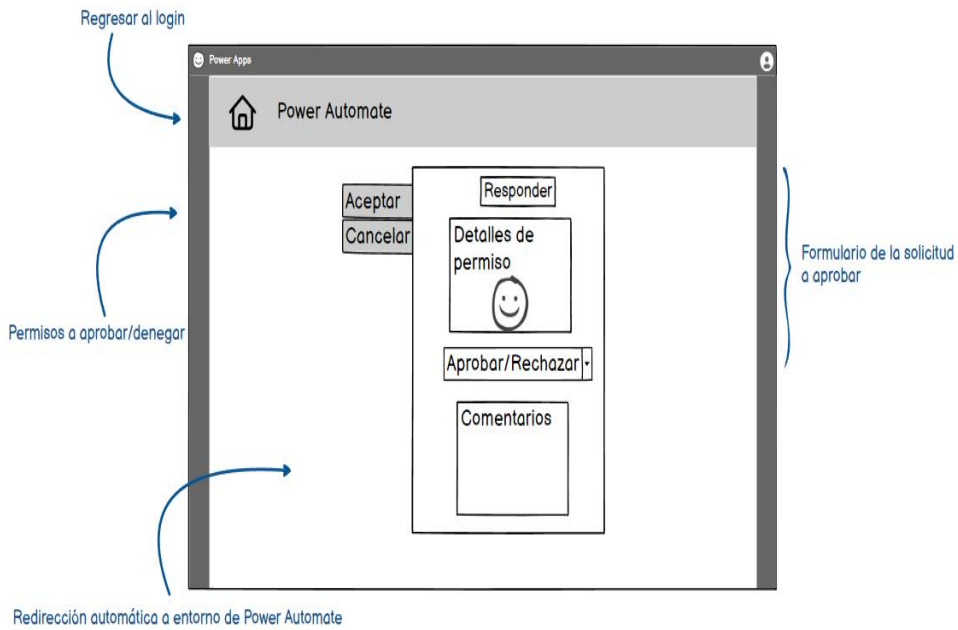 Regresar al login
Power Apps
Power Automate
Aceptar
Cancelar
Responder
Detalles de
permiso
Aprobar/Rechazar
Comentarios
Formulario de la solicitud
a aprobar
Permisos a aprobar/denegar
Redirección automática a entorno de Power Automate